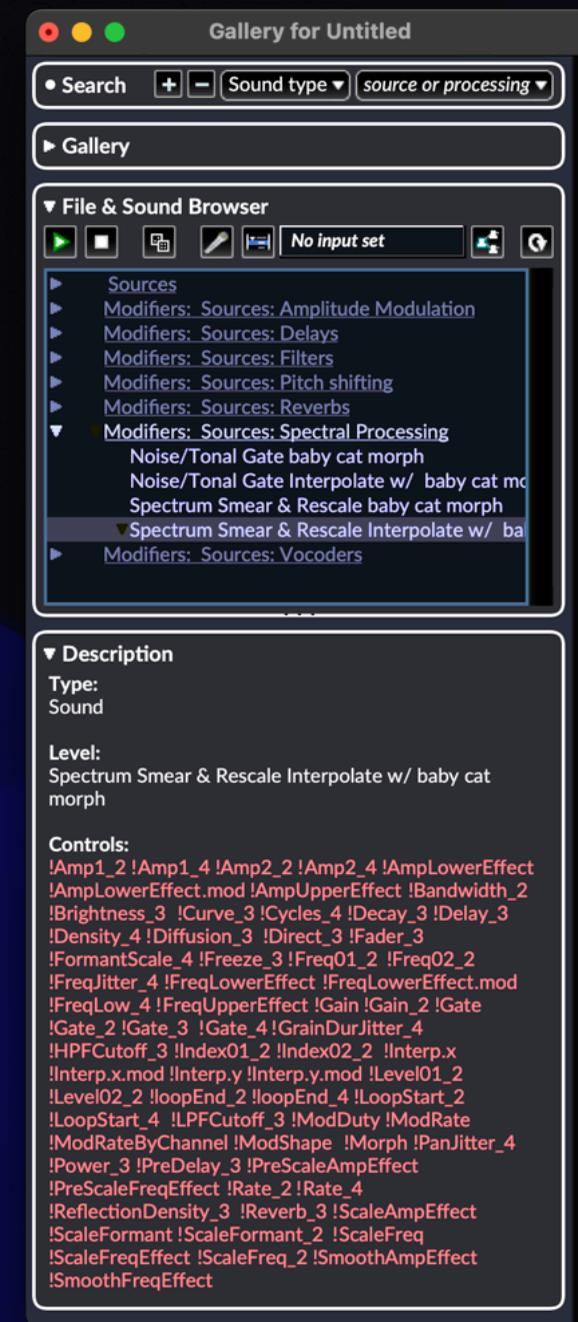 Gallery for Untitled
Search + − Sound type source or processing
Gallery
File & Sound Browser
No input set
Sources
Modifiers: Sources: Amplitude Modulation
Modifiers: Sources: Delays
Modifiers: Sources: Filters
Modifiers: Sources: Pitch shifting
Modifiers: Sources: Reverbs
Modifiers: Sources: Spectral Processing
Noise/Tonal Gate baby cat morph
Noise/Tonal Gate Interpolate w/ baby cat mo
Spectrum Smear & Rescale baby cat morph
Spectrum Smear & Rescale Interpolate w/ ba
Modifiers: Sources: Vocoders
Description
Type:
Sound
Level:
Spectrum Smear & Rescale Interpolate w/ baby cat
morph
Controls:
!Amp1_2 !Amp1_4 !Amp2_2 !Amp2_4 !AmpLowerEffect
!AmpLowerEffect.mod !AmpUpperEffect !Bandwidth_2
!Brightness_3 !Curve_3 !Cycles_4 !Decay_3 !Delay_3
!Density_4 !Diffusion_3 !Direct_3 !Fader_3
!FormantScale_4 !Freeze_3 !Freq01_2 !Freq02_2
!FreqJitter_4 !FreqLowerEffect !FreqLowerEffect.mod
!FreqLow_4 !FreqUpperEffect !Gain !Gain_2 !Gate
!Gate_2 !Gate_3 !Gate_4 !GrainDurJitter_4
!HPFCutoff_3 !Index01_2 !Index02_2 !Interp.x
!Interp.x.mod !Interp.y !Interp.y.mod !Level01_2
!Level02_2 !loopEnd_2 !loopEnd_4 !LoopStart_2
!LoopStart_4 !LPFCutoff_3 !ModDuty !ModRate
!ModRateByChannel !ModShape !Morph !PanJitter_4
!Power_3 !PreDelay_3 !PreScaleAmpEffect
!PreScaleFreqEffect !Rate_2 !Rate_4
!ReflectionDensity_3 !Reverb_3 !ScaleAmpEffect
!ScaleFormant !ScaleFormant_2 !ScaleFreq
!ScaleFreqEffect !ScaleFreq_2 !SmoothAmpEffect
!SmoothFreqEffect